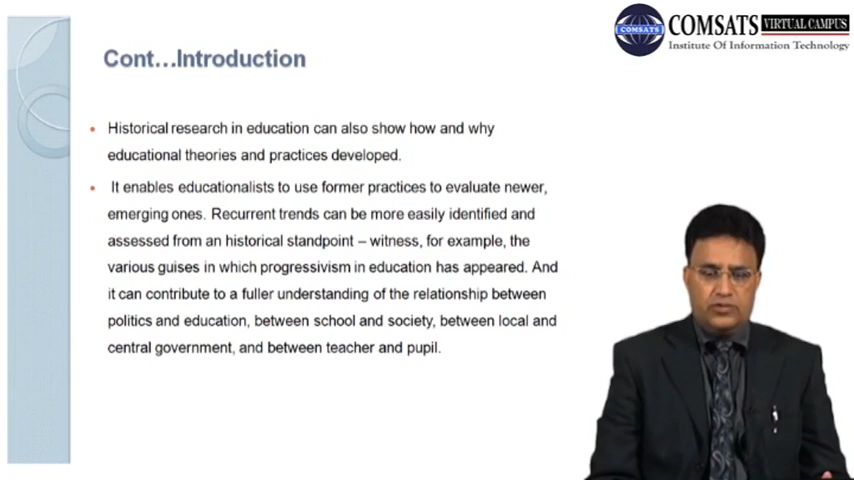 COMSATS VIRTUAL CAMPUS
Institute Of Information Technology
COMSATS
Cont...Introduction
Historical research in education can also show how and why
educational theories and practices developed.
It enables educationalists to use former practices to evaluate newer,
emerging ones. Recurrent trends can be more easily identified and
assessed from an historical standpoint – witness, for example, the
various guises in which progressivism in education has appeared. And
it can contribute to a fuller understanding of the relationship between
politics and education, between school and society, between local and
central government, and between teacher and pupil.